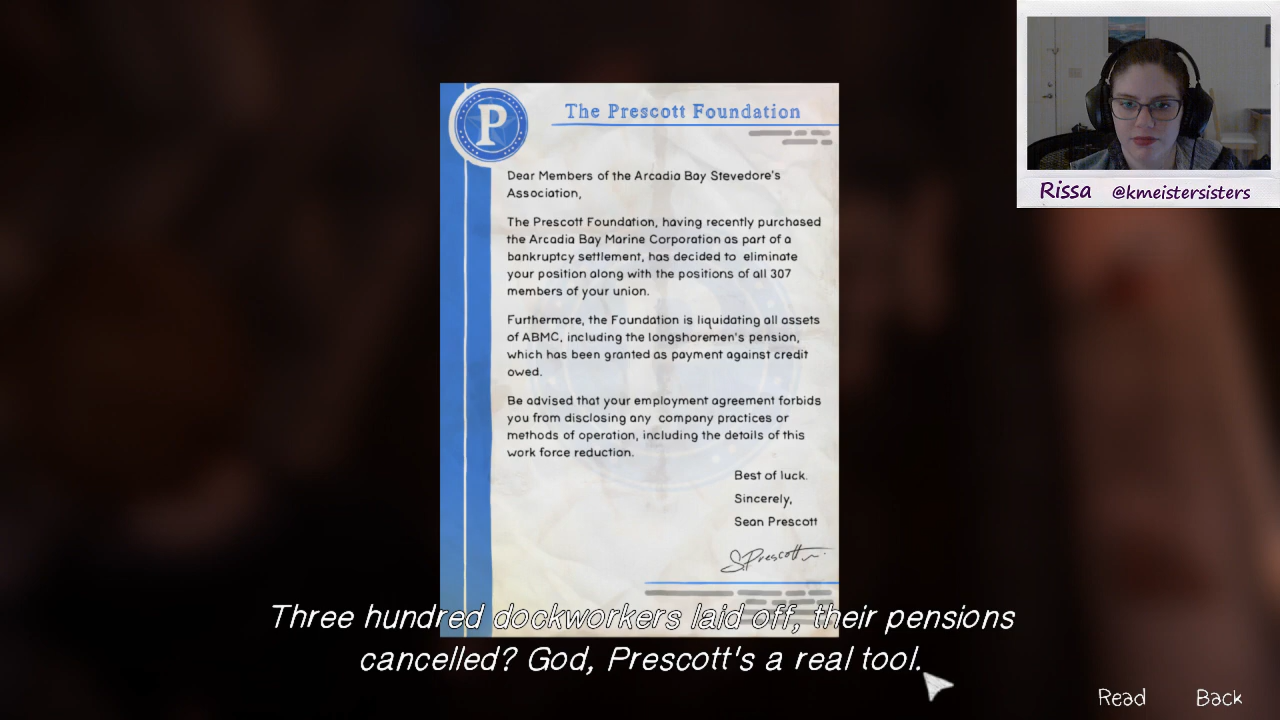 P
The Prescott Foundation
Dear Members of the Arcadia Bay Stevedore's
Association,
The Prescott Foundation, having recently purchased
the Arcadia Bay Marine Corporation as part of a
bankruptcy settlement, has decided to eliminate
your position along with the positions of all 307
members of your union.
Furthermore, the Foundation is liquidating all assets
of ABMC, including the longshoremen's pension,
which has been granted as payment against credit
owed.
Be advised that your employment agreement forbids
you from disclosing any company practices or
methods of operation, including the details of this
work force reduction.
Best of luck.
Sincerely,
Sean Prescott
S.Prescott
Three hundred dockworkers laid off, their pensions
cancelled? God, Prescott's a real tool.
Read Back
Rissa @kmeistersisters